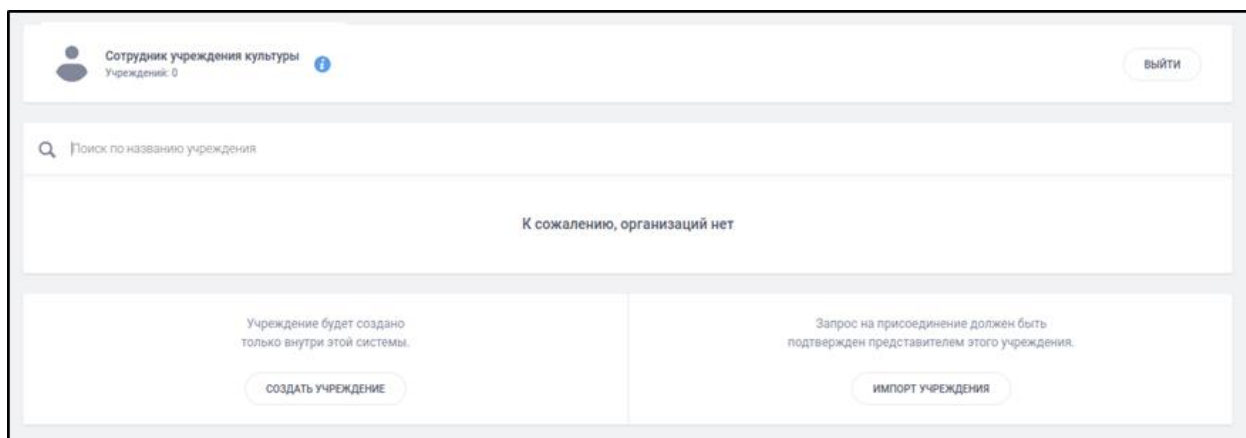 Сотрудник учреждения культуры
Учреждений: 0
ВЫЙТИ
Поиск по названию учреждения
К сожалению, организаций нет
Учреждение будет создано
только внутри этой системы.
СОЗДАТЬ УЧРЕЖДЕНИЕ
Запрос на присоединение должен быть
подтвержден представителем этого учреждения.
ИМПОРТ УЧРЕЖДЕНИЯ